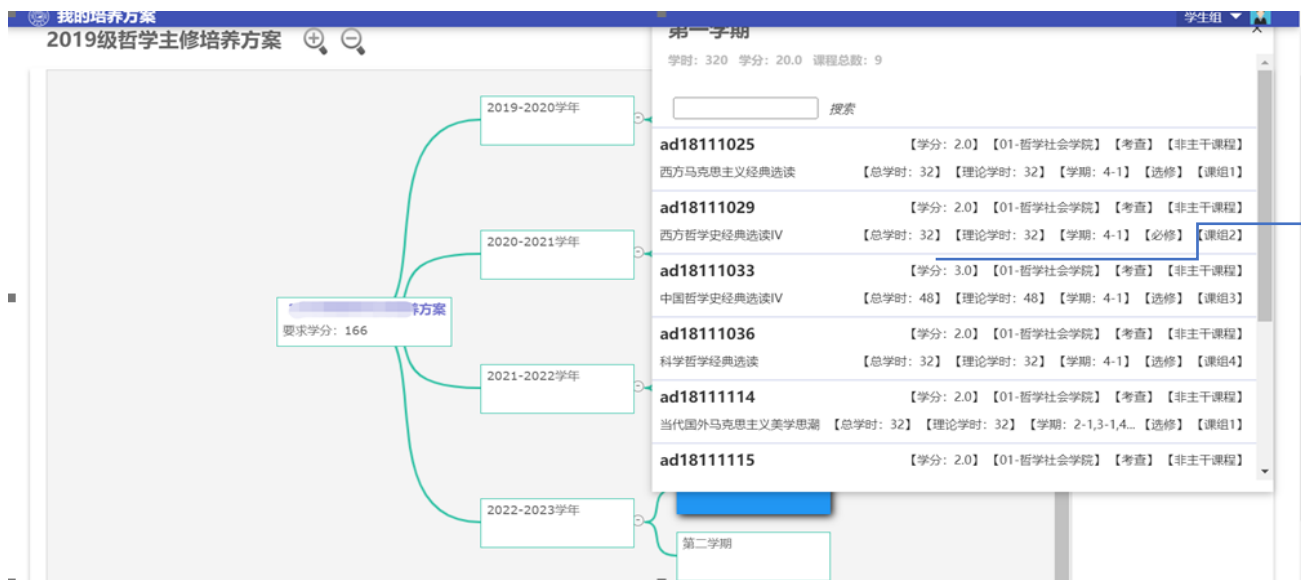 我的培养方案
学生组
2019级哲学主修培养方案
2019-2020学年
2020-2021学年
养方案
要求学分：166
2021-2022学年
2022-2023学年
第二学期
第一学期
×
学时：320 学分：20.0 课程总数：9
搜索
ad18111025 【学分：2.0】【01-哲学社会学院】【考查】【非主干课程】
西方马克思主义经典选读 【总学时：32】【理论学时：32】【学期：4-1】【选修】【课组1】
ad18111029 【学分：2.0】【01-哲学社会学院】【考查】【非主干课程】
西方哲学史经典选读IV 【总学时：32】【理论学时：32】【学期：4-1】【必修】【课组2】
ad18111033 【学分：3.0】【01-哲学社会学院】【考查】【非主干课程】
中国哲学史经典选读IV 【总学时：48】【理论学时：48】【学期：4-1】【选修】【课组3】
ad18111036 【学分：2.0】【01-哲学社会学院】【考查】【非主干课程】
科学哲学经典选读 【总学时：32】【理论学时：32】【学期：4-1】【选修】【课组4】
ad18111114 【学分：2.0】【01-哲学社会学院】【考查】【非主干课程】
当代国外马克思主义美学思潮 【总学时：32】【理论学时：32】【学期：2-1,3-1,4...【选修】【课组1】
ad18111115 【学分：2.0】【01-哲学社会学院】【考查】【非主干课程】